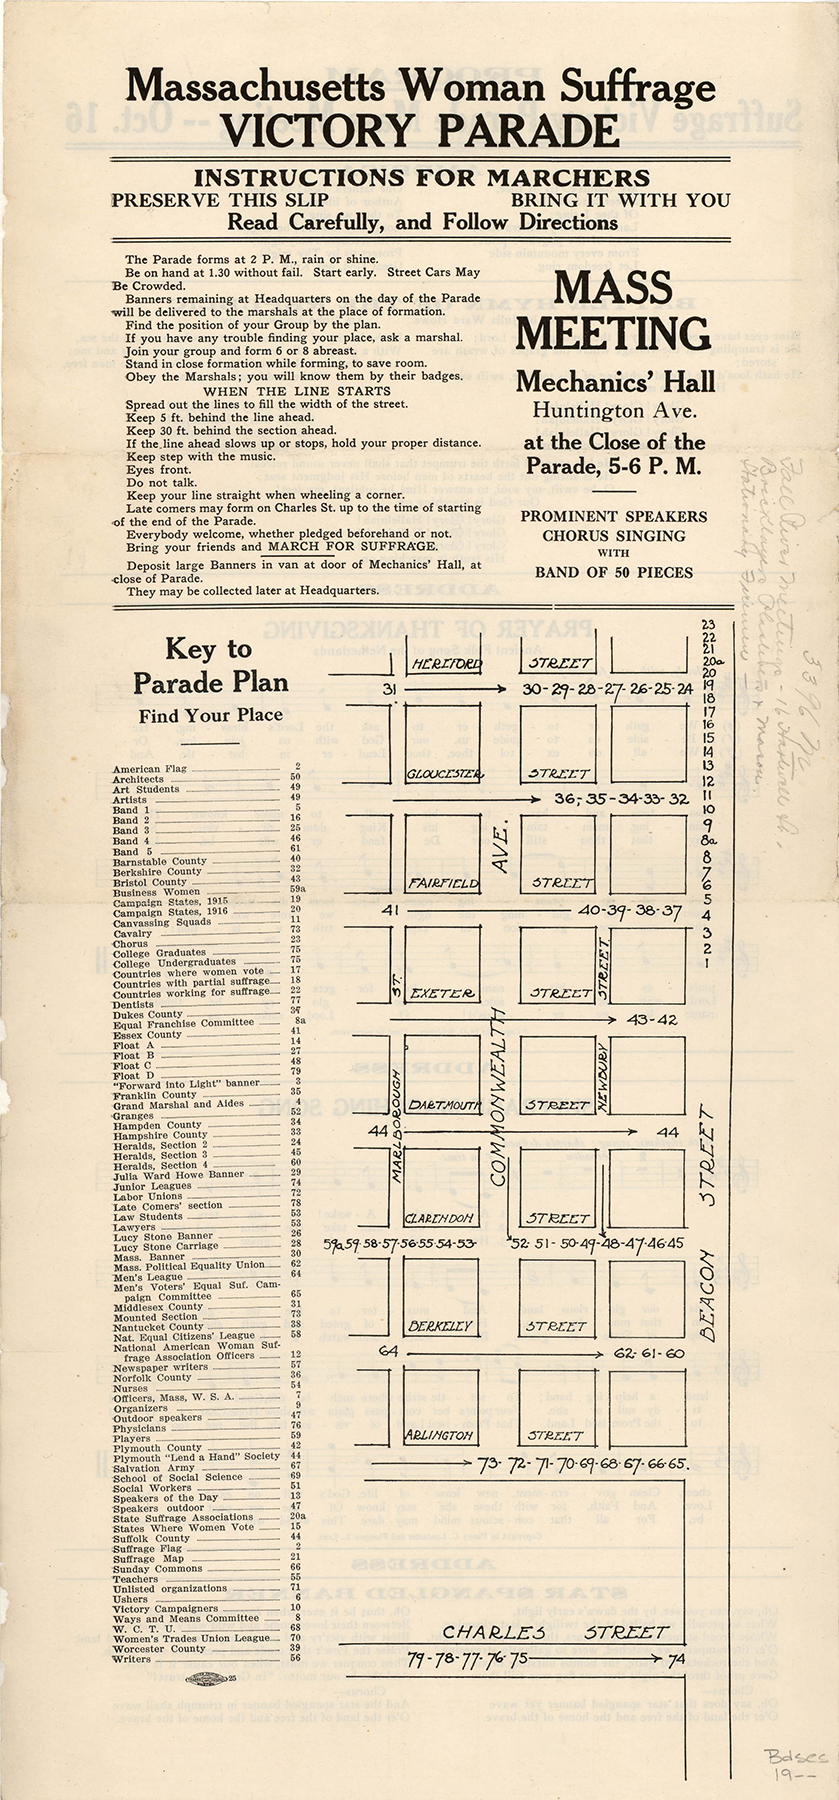 Massachusetts Woman Suffrage
VICTORY PARADE
INSTRUCTIONS FOR MARCHERS
PRESERVE THIS SLIP BRING IT WITH YOU
Read Carefully, and Follow Directions
The Parade forms at 2 P. M., rain or shine.
Be on hand at 1.30 without fail. Start early. Street Cars May
Be Crowded.
Banners remaining at Headquarters on the day of the Parade
will be delivered to the marshals at the place of formation.
Find the position of your Group by the plan.
If you have any trouble finding your place, ask a marshal.
Join your group and form 6 or 8 abreast.
Stand in close formation while forming, to save room.
Obey the Marshals; you will know them by their badges.
WHEN THE LINE STARTS
Spread out the lines to fill the width of the street.
Keep 5 ft. behind the line ahead.
Keep 30 ft. behind the section ahead.
If the line ahead slows up or stops, hold your proper distance.
Keep step with the music.
Eyes front.
Do not talk.
Keep your line straight when wheeling a corner.
Late comers may form on Charles St. up to the time of starting
of the end of the Parade.
Everybody welcome, whether pledged beforehand or not.
Bring your friends and MARCH FOR SUFFRAGE.
Deposit large Banners in van at door of Mechanics' Hall, at
close of Parade.
They may be collected later at Headquarters.
MASS
MEETING
Mechanics' Hall
Huntington Ave.
at the Close of the
Parade, 5-6 P. M.
PROMINENT SPEAKERS
CHORUS SINGING
WITH
BAND OF 50 PIECES
Key to
Parade Plan
Find Your Place
American Flag 2
Architects 50
Art Students 49
Artists 49
Band 1 5
Band 2 16
Band 3 25
Band 4 46
Band 5 61
Barnstable County 40
Berkshire County 32
Bristol County 43
Business Women 59a
Campaign States, 1915 19
Campaign States, 1916 20
Canvassing Squads 11
Cavalry 73
Chorus 23
College Graduates 75
College Undergraduates 75
Countries where women vote 17
Countries with partial suffrage 18
Countries working for suffrage 22
Dentists 77
Dukes County 37
Equal Franchise Committee 8a
Essex County 41
Float A 14
Float B 27
Float C 48
Float D 79
"Forward into Light" banner 3
Franklin County 35
Grand Marshal and Aides 4
Granges 52
Hampden County 34
Hampshire County 33
Heralds, Section 2 24
Heralds, Section 3 45
Heralds, Section 4 60
Julia Ward Howe Banner 29
Junior Leagues 74
Labor Unions 72
Late Comers' section 78
Law Students 53
Lawyers 53
Lucy Stone Banner 26
Lucy Stone Carriage 28
Mass. Banner 30
Mass. Political Equality Union 62
Men's League 64
Men's Voters' Equal Suf. Cam-
paign Committee 65
Middlesex County 31
Mounted Section 73
Nantucket County 38
Nat. Equal Citizens' League 58
National American Woman Suf-
frage Association Officers 12
Newspaper writers 57
Norfolk County 36
Nurses 54
Officers, Mass, W. S. A. 7
Organizers 9
Outdoor speakers 47
Physicians 76
Players 59
Plymouth County 42
Plymouth "Lend a Hand" Society 44
Salvation Army 67
School of Social Science 69
Social Workers 51
Speakers of the Day 13
Speakers outdoor 47
State Suffrage Associations 20a
States Where Women Vote 15
Suffolk County 44
Suffrage Flag 2
Suffrage Map 21
Sunday Commons 66
Teachers 55
Unlisted organizations 71
Ushers 6
Victory Campaigners 10
Ways and Means Committee 8
W. C. T. U. 68
Women's Trades Union League 70
Worcester County 39
Writers 56
25
23
22
21
20a
20
19
18
17
16
15
14
13
12
11
10
9
8a
8
7
6
5
4
3
2
1
HEREFORD STREET
31 30-29-28-27-26-25-24
GLOUCESTER STREET
36-35-34-33-32
AVE.
FAIRFIELD STREET
41 40-39-38-37
EXETER STREET
43-42
DARTMOUTH STREET
44 44
CLARENDON STREET
59a-59-58-57-56-55-54-53- 52-51-50-49-48-47-46-45
BERKELEY STREET
64 62-61-60
ARLINGTON STREET
73-72-71-70-69-68-67-66-65.
CHARLES STREET
79-78-77-76-75 74
MARLBOROUGH ST.
COMMONWEALTH
NEWBURY STREET
BEACON STREET
Fall River meetings - 16 Hartwell St.
Bricklayers Plasterers & Masons
Stationary Firemen
Bdses
19--